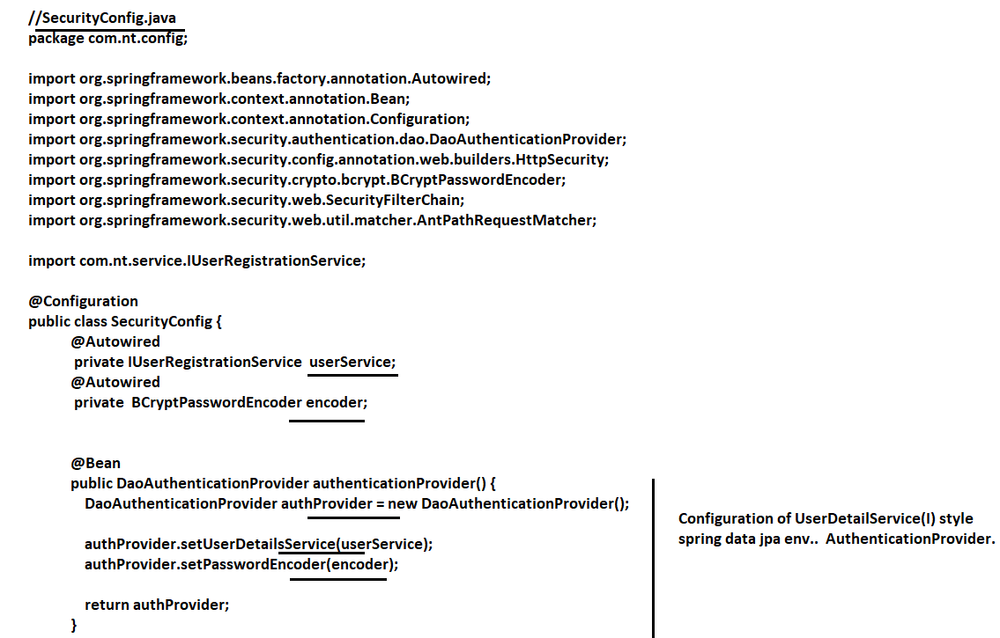 //SecurityConfig.java
package com.nt.config;
import org.springframework.beans.factory.annotation.Autowired;
import org.springframework.context.annotation.Bean;
import org.springframework.context.annotation.Configuration;
import org.springframework.security.authentication.dao.DaoAuthenticationProvider;
import org.springframework.security.config.annotation.web.builders.HttpSecurity;
import org.springframework.security.crypto.bcrypt.BCryptPasswordEncoder;
import org.springframework.security.web.SecurityFilterChain;
import org.springframework.security.web.util.matcher.AntPathRequestMatcher;
import com.nt.service.IUserRegistrationService;
@Configuration
public class SecurityConfig {
@Autowired
private IUserRegistrationService userService;
@Autowired
private BCryptPasswordEncoder encoder;
@Bean
public DaoAuthenticationProvider authenticationProvider() {
DaoAuthenticationProvider authProvider = new DaoAuthenticationProvider();
authProvider.setUserDetailsService(userService);
authProvider.setPasswordEncoder(encoder);
return authProvider;
}
Configuration of UserDetailService(I) style
spring data jpa env.. AuthenticationProvider.